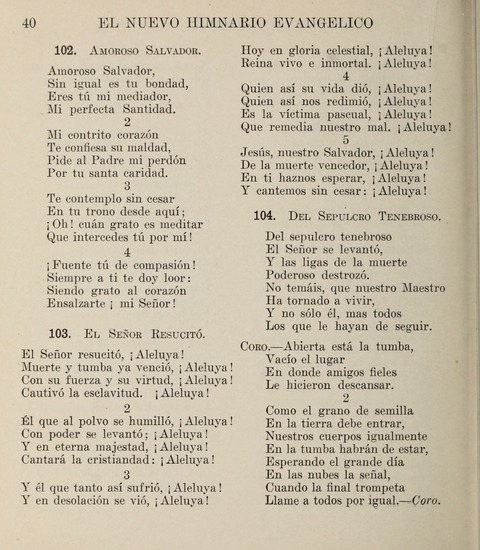 40 EL NUEVO HIMNARIO EVANGELICO
102. Amoroso Salvador.
Amoroso Salvador,
Sin igual es tu bondad,
Eres tú mi mediador,
Mi perfecta Santidad.
2
Mi contrito corazón
Te confiesa su maldad,
Pide al Padre mi perdón
Por tu santa caridad.
3
Te contemplo sin cesar
En tu trono desde aquí;
¡Oh! cuán grato es meditar
Que intercedes tú por mí!
4
¡Fuente tú de compasión!
Siempre a ti te doy loor:
Siendo grato al corazón
Ensalzarte ¡ mi Señor!
103. El Señor Resucitó.
El Señor resucitó, ¡Aleluya!
Muerte y tumba ya venció, ¡Aleluya!
Con su fuerza y su virtud, ¡Aleluya!
Cautivó la esclavitud. ¡Aleluya!
2
Él que al polvo se humilló, ¡Aleluya!
Con poder se levantó; ¡Aleluya!
Y en eterna majestad, ¡Aleluya!
Cantará la cristiandad: ¡Aleluya!
3
Y él que tanto así sufrió, ¡Aleluya!
Y en desolación se vió, ¡Aleluya!
Hoy en gloria celestial, ¡Aleluya!
Reina vivo e inmortal. ¡Aleluya!
4
Quien así su vida dió, ¡Aleluya!
Quien así nos redimió, ¡Aleluya!
Es la víctima pascual, ¡Aleluya!
Que remedia nuestro mal. ¡Aleluya!
5
Jesús, nuestro Salvador, ¡Aleluya!
De la muerte vencedor, ¡Aleluya!
En ti haznos esperar, ¡Aleluya!
Y cantemos sin cesar: ¡Aleluya!
104. Del Sepulcro Tenebroso.
Del sepulcro tenebroso
El Señor se levantó,
Y las ligas de la muerte
Poderoso destrozó.
No temáis, que nuestro Maestro
Ha tornado a vivir,
Y no sólo él, mas todos
Los que le hayan de seguir.
Coro.—Abierta está la tumba,
Vacío el lugar
En donde amigos fieles
Le hicieron descansar.
2
Como el grano de semilla
En la tierra debe entrar,
Nuestros cuerpos igualmente
En la tumba habrán de estar,
Esperando el grande día
En las nubes la señal,
Cuando la final trompeta
Llame a todos por igual.—Coro.